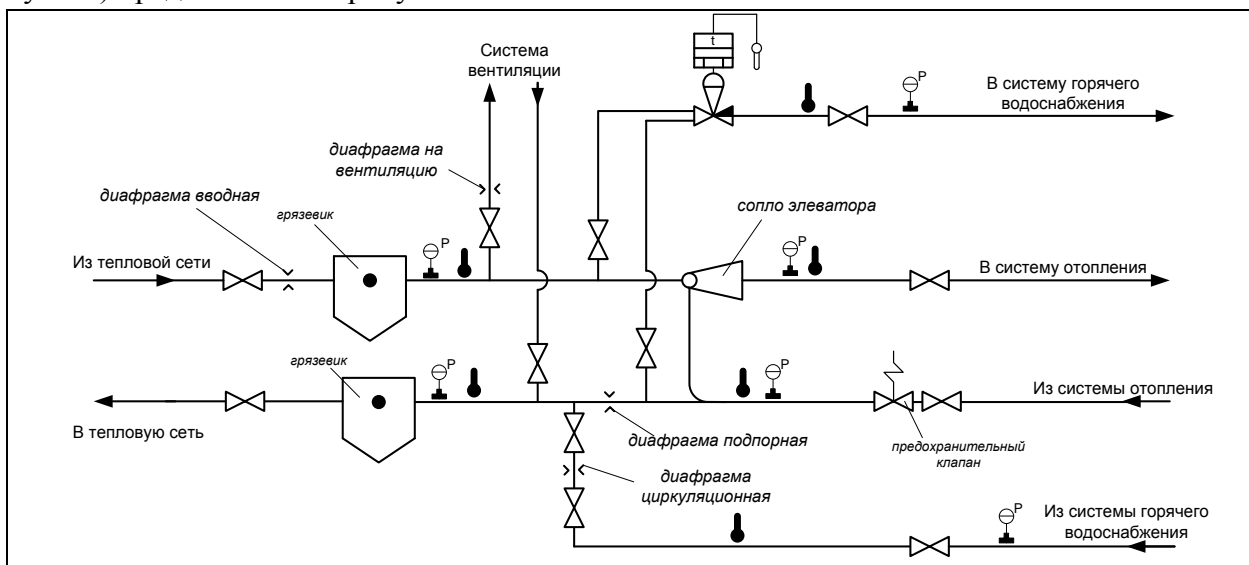 Система
вентиляции
t
P
В систему горячего
водоснабжения
диафрагма на
вентиляцию
диафрагма вводная
грязевик
сопло элеватора
P
P
Из тепловой сети
В систему отопления
грязевик
P
P
Из системы отопления
В тепловую сеть
диафрагма подпорная
предохранительный
клапан
диафрагма
циркуляционная
P
Из системы горячего
водоснабжения